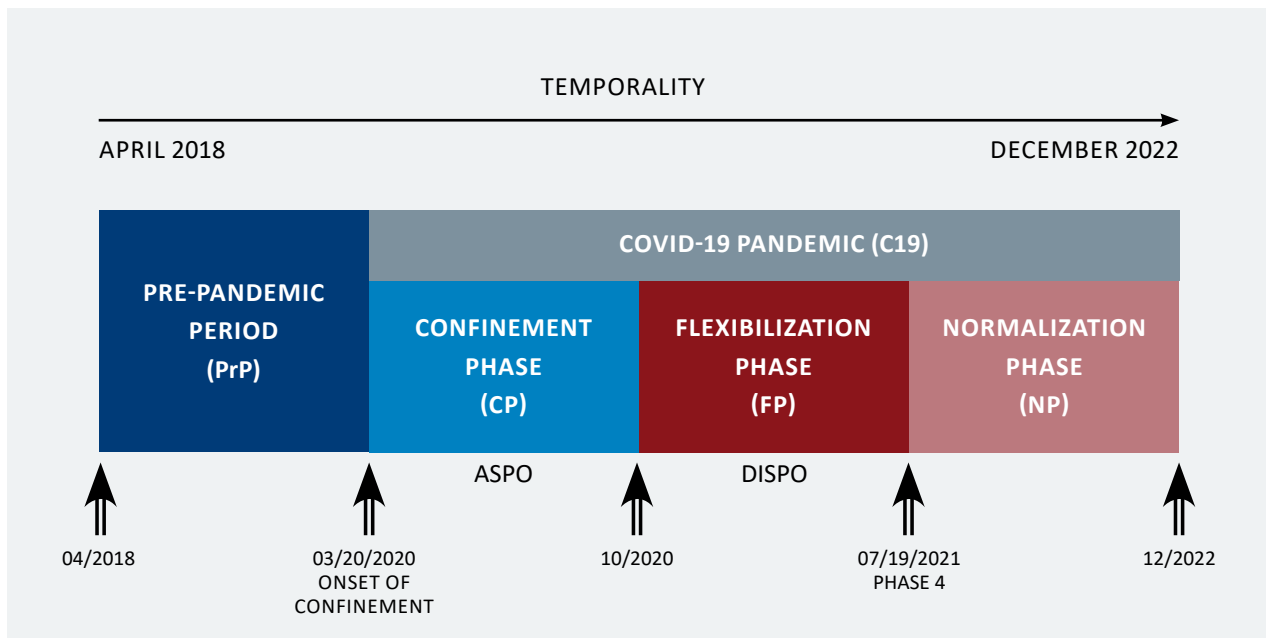 TEMPORALITY
APRIL 2018
DECEMBER 2022
PRE-PANDEMIC
PERIOD
(PrP)
COVID-19 PANDEMIC (C19)
CONFINEMENT
PHASE
(CP)
FLEXIBILIZATION
PHASE
(FP)
NORMALIZATION
PHASE
(NP)
ASPO
DISPO
04/2018
03/20/2020
ONSET OF
CONFINEMENT
10/2020
07/19/2021
PHASE 4
12/2022